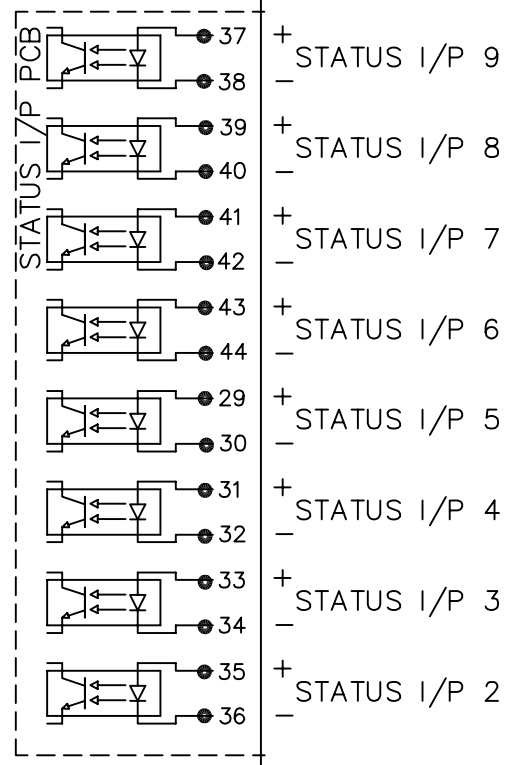 STATUS I/P PCB
37 +
STATUS I/P 9
38 −
39 +
STATUS I/P 8
40 −
41 +
STATUS I/P 7
42 −
43 +
STATUS I/P 6
44 −
29 +
STATUS I/P 5
30 −
31 +
STATUS I/P 4
32 −
33 +
STATUS I/P 3
34 −
35 +
STATUS I/P 2
36 −